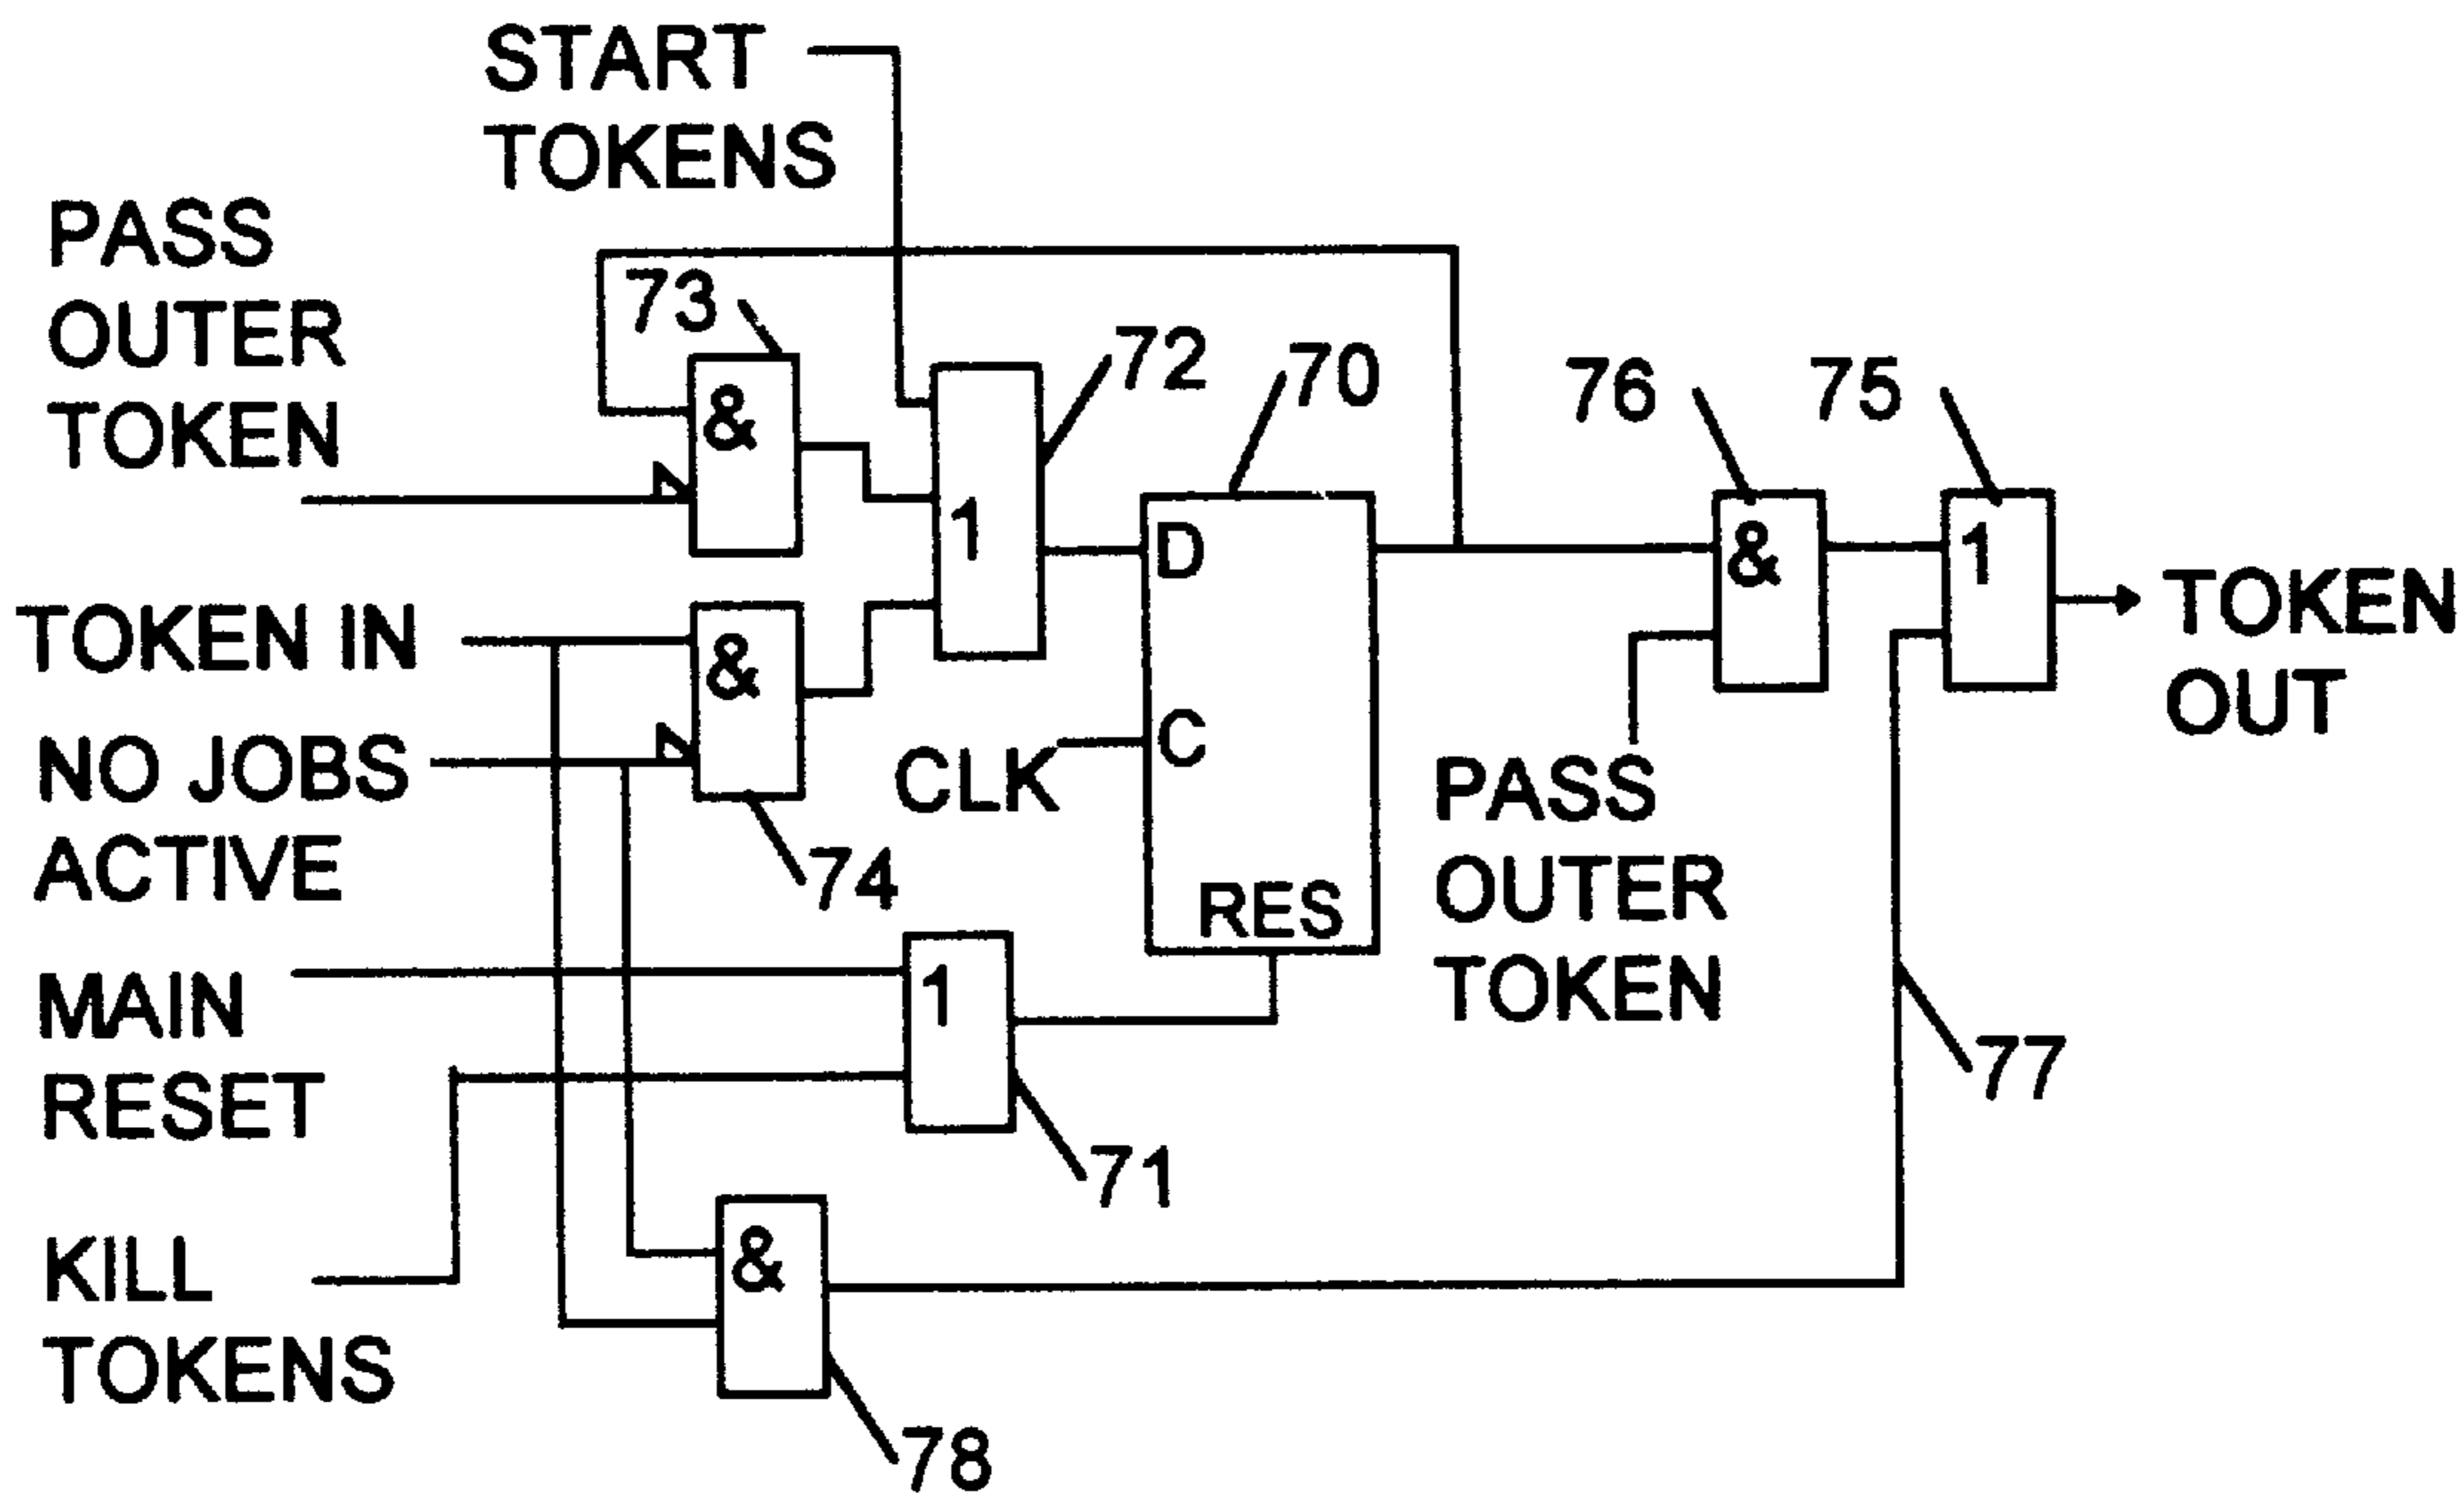 START
TOKENS
PASS
OUTER
TOKEN
73
72
70
76
75
&
1
D
&
1
TOKEN IN
&
TOKEN
OUT
NO JOBS
ACTIVE
CLK
C
PASS
OUTER
TOKEN
74
RES
MAIN
RESET
1
77
71
KILL
TOKENS
&
78